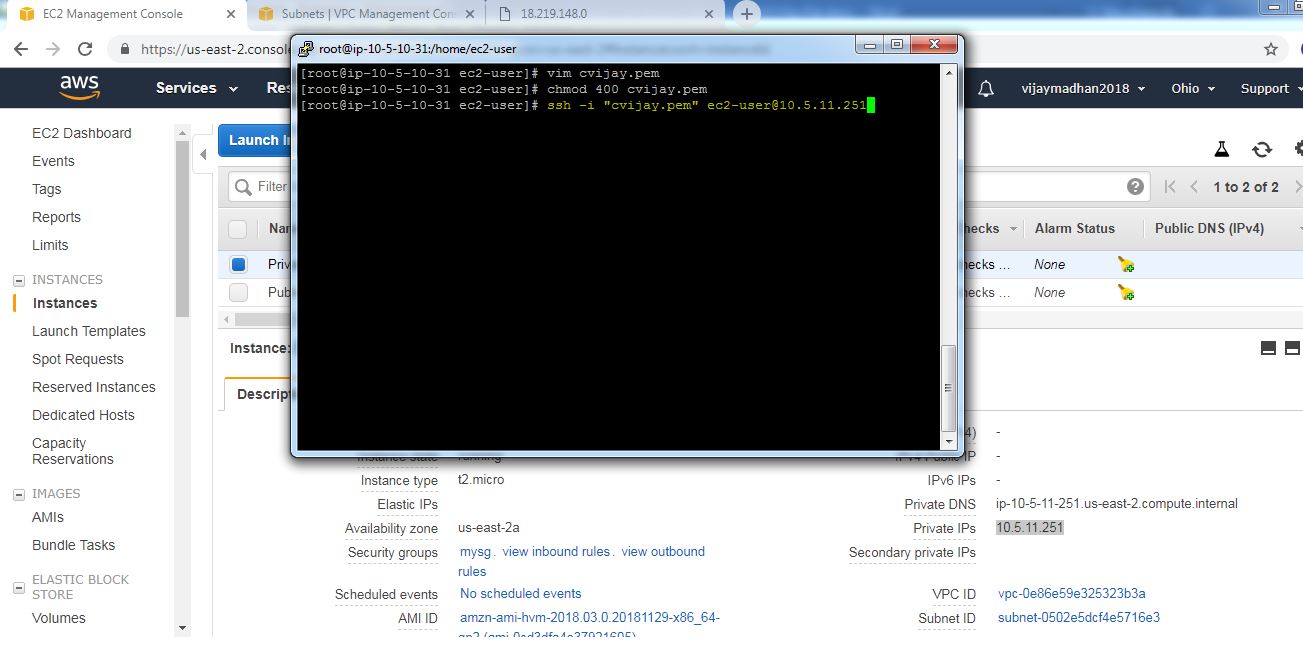 EC2 Management Console
Subnets | VPC Management Con
18.219.148.0
https://us-east-2.console
root@ip-10-5-10-31:/home/ec2-user
[root@ip-10-5-10-31 ec2-user]# vim cvijay.pem
[root@ip-10-5-10-31 ec2-user]# chmod 400 cvijay.pem
[root@ip-10-5-10-31 ec2-user]# ssh -i "cvijay.pem" ec2-user@10.5.11.251
aws
Services
Res
vijaymadhan2018
Ohio
Support
EC2 Dashboard
Events
Tags
Reports
Limits
INSTANCES
Instances
Launch Templates
Spot Requests
Reserved Instances
Dedicated Hosts
Capacity
Reservations
IMAGES
AMIs
Bundle Tasks
ELASTIC BLOCK
STORE
Volumes
Launch In
Filter
1 to 2 of 2
Nam
hecks
Alarm Status
Public DNS (IPv4)
Priv
hecks ...
None
Pub
hecks ...
None
Instance:
Descript
4) -
Instance state running
IPv4 Public IP -
Instance type t2.micro
IPv6 IPs -
Elastic IPs
Private DNS ip-10-5-11-251.us-east-2.compute.internal
Availability zone us-east-2a
Private IPs 10.5.11.251
Security groups mysg . view inbound rules . view outbound
rules
Secondary private IPs
Scheduled events No scheduled events
VPC ID vpc-0e86e59e325323b3a
AMI ID amzn-ami-hvm-2018.03.0.20181129-x86_64-
Subnet ID subnet-0502e5dcf4e5716e3